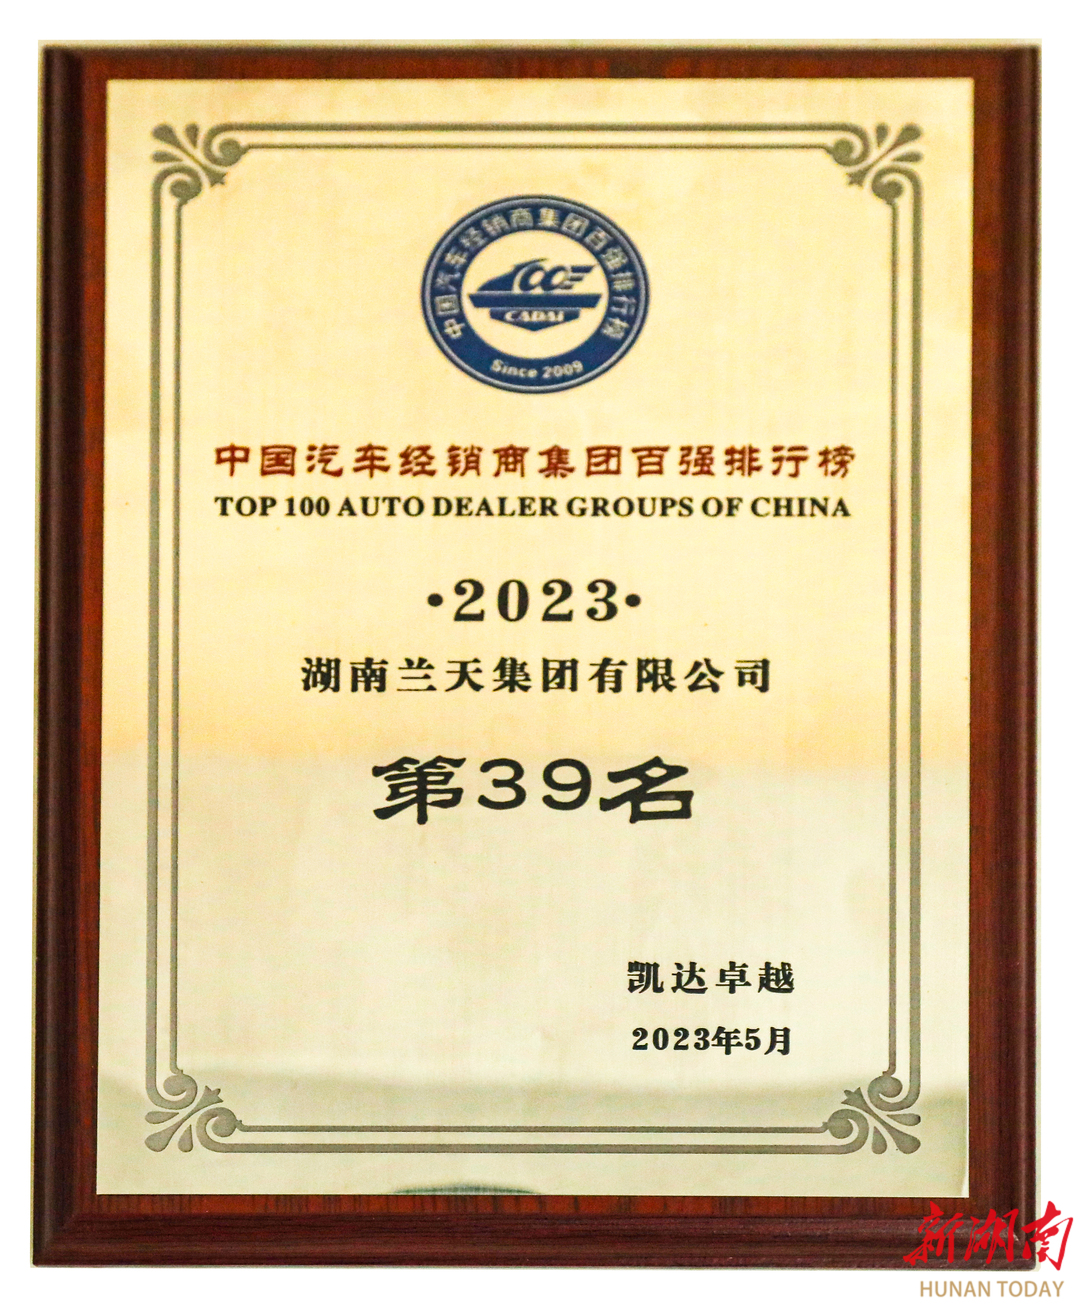 中国汽车经销商集团百强排行榜
CADAL
Since 2009
中国汽车经销商集团百强排行榜
TOP 100 AUTO DEALER GROUPS OF CHINA
·2023·
湖南兰天集团有限公司
第39名
凯达卓越
2023年5月
新湖南
HUNAN TODAY